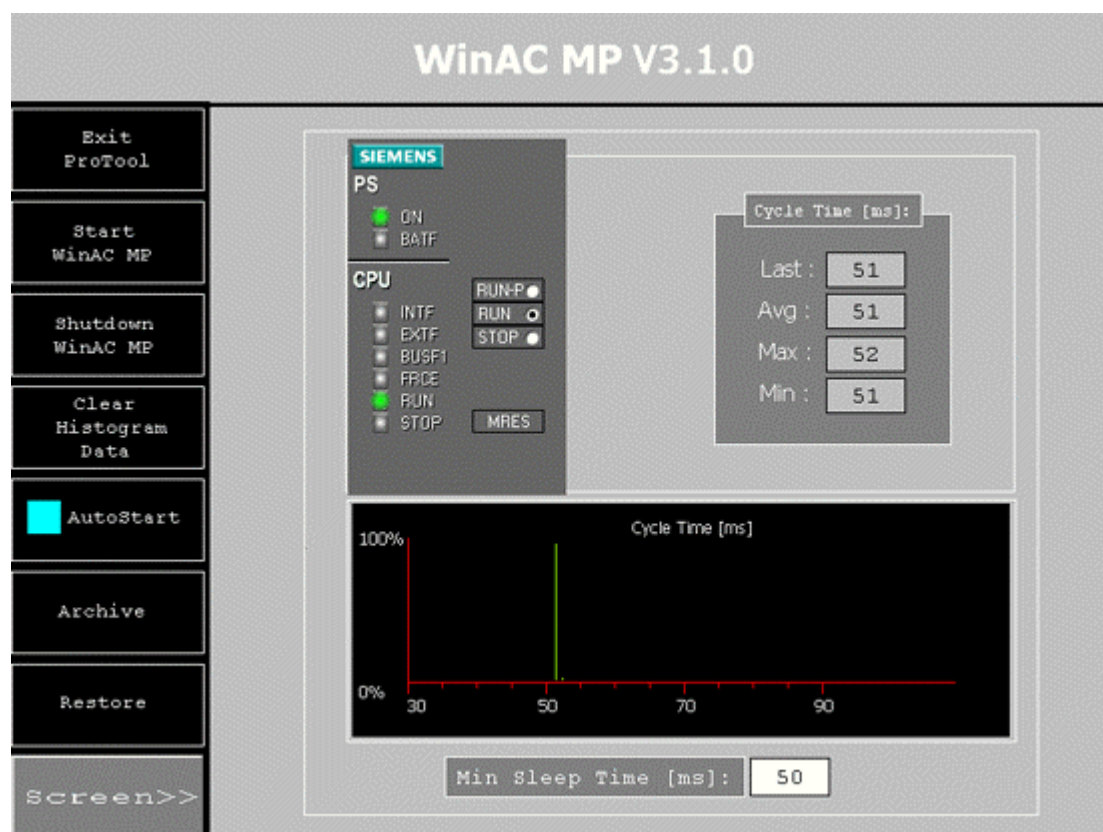 WinAC MP V3.1.0
Exit
ProTool
Start
WinAC MP
Shutdown
WinAC MP
Clear
Histogram
Data
AutoStart
Archive
Restore
Screen>>
SIEMENS
PS
ON
BATF
CPU
INTF
EXTF
BUSF1
FRCE
RUN
STOP
RUN-P
RUN
STOP
MRES
Cycle Time [ms]:
Last : 51
Avg : 51
Max : 52
Min : 51
Cycle Time [ms]
100%
0%
30 50 70 90
Min Sleep Time [ms]: 50